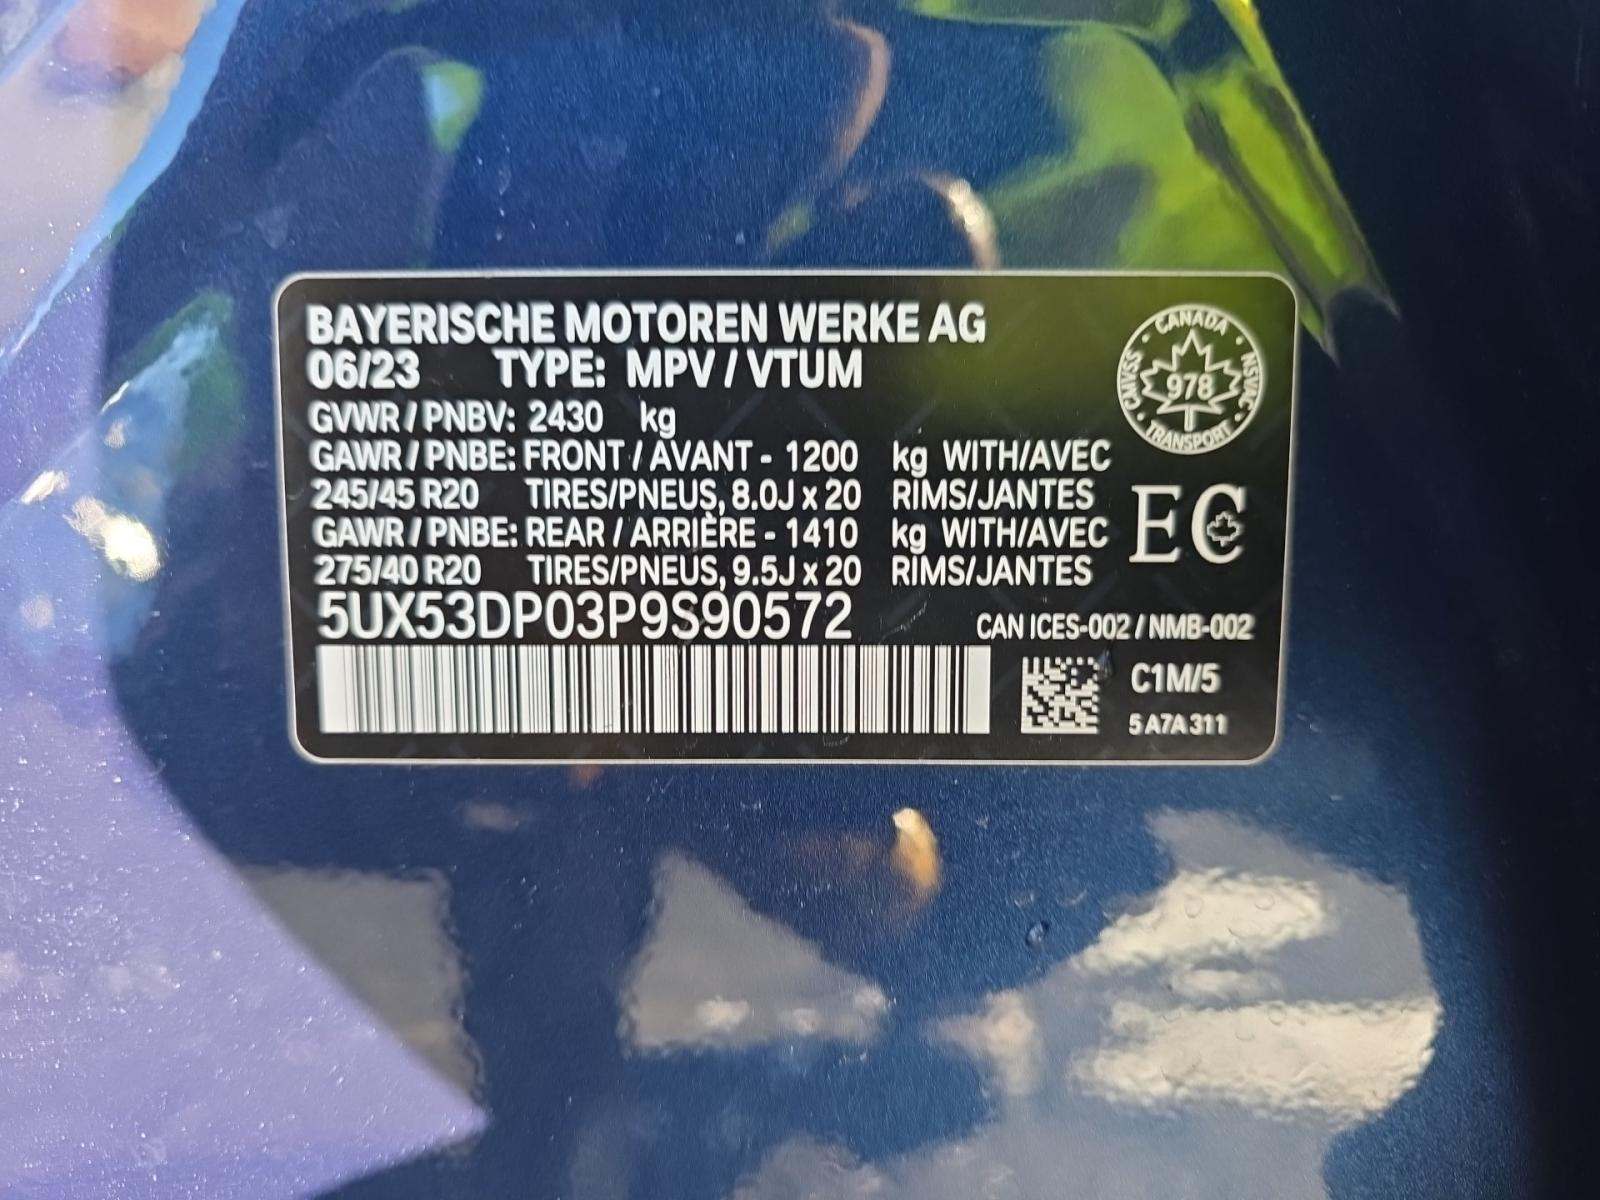 BAYERISCHE MOTOREN WERKE AG
06/23 TYPE: MPV / VTUM
GVWR / PNBV: 2430 kg
GAWR / PNBE: FRONT / AVANT - 1200 kg WITH/AVEC
245/45 R20 TIRES/PNEUS, 8.0J x 20 RIMS/JANTES
GAWR / PNBE: REAR / ARRIÈRE - 1410 kg WITH/AVEC
275/40 R20 TIRES/PNEUS, 9.5J x 20 RIMS/JANTES
5UX53DP03P9S90572
CANADA
CMVSS 978 NSVAC
TRANSPORT
EC
CAN ICES-002 / NMB-002
C1M/5
5 A7A 311